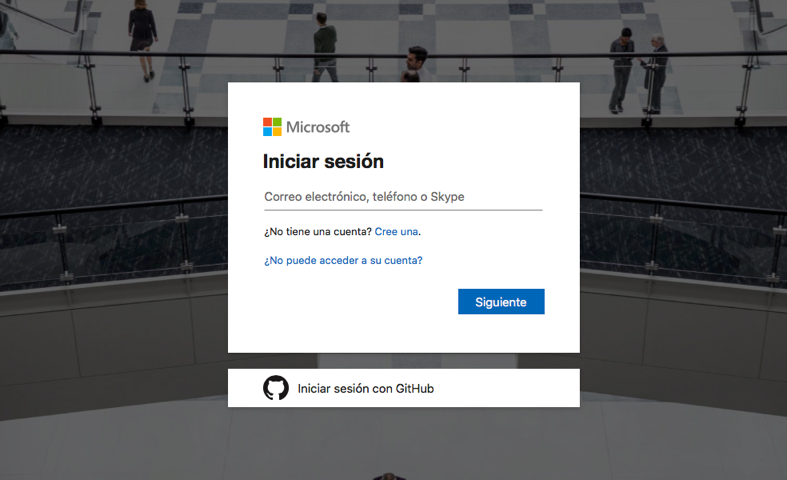 Microsoft
Iniciar sesión
Correo electrónico, teléfono o Skype
¿No tiene una cuenta? Cree una.
¿No puede acceder a su cuenta?
Siguiente
Iniciar sesión con GitHub